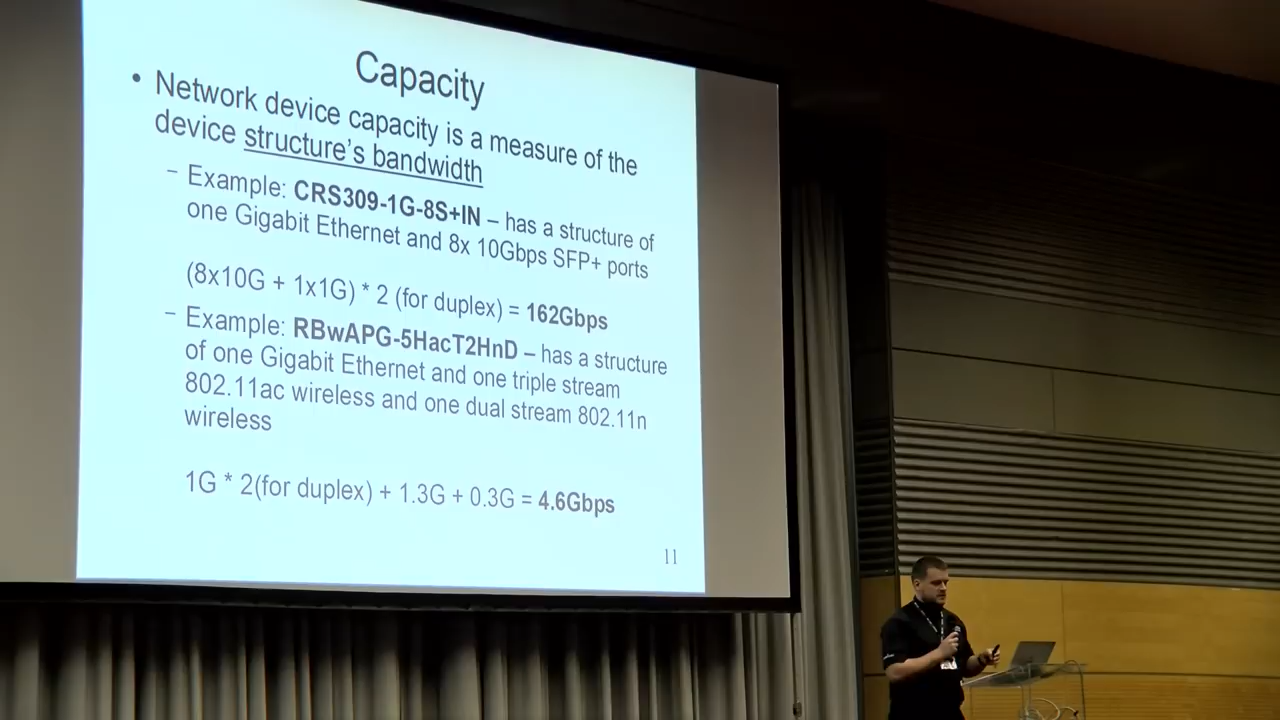 Capacity
• Network device capacity is a measure of the
device structure's bandwidth
– Example: CRS309-1G-8S+IN – has a structure of
one Gigabit Ethernet and 8x 10Gbps SFP+ ports
(8x10G + 1x1G) * 2 (for duplex) = 162Gbps
– Example: RBwAPG-5HacT2HnD – has a structure
of one Gigabit Ethernet and one triple stream
802.11ac wireless and one dual stream 802.11n
wireless
1G * 2(for duplex) + 1.3G + 0.3G = 4.6Gbps
11